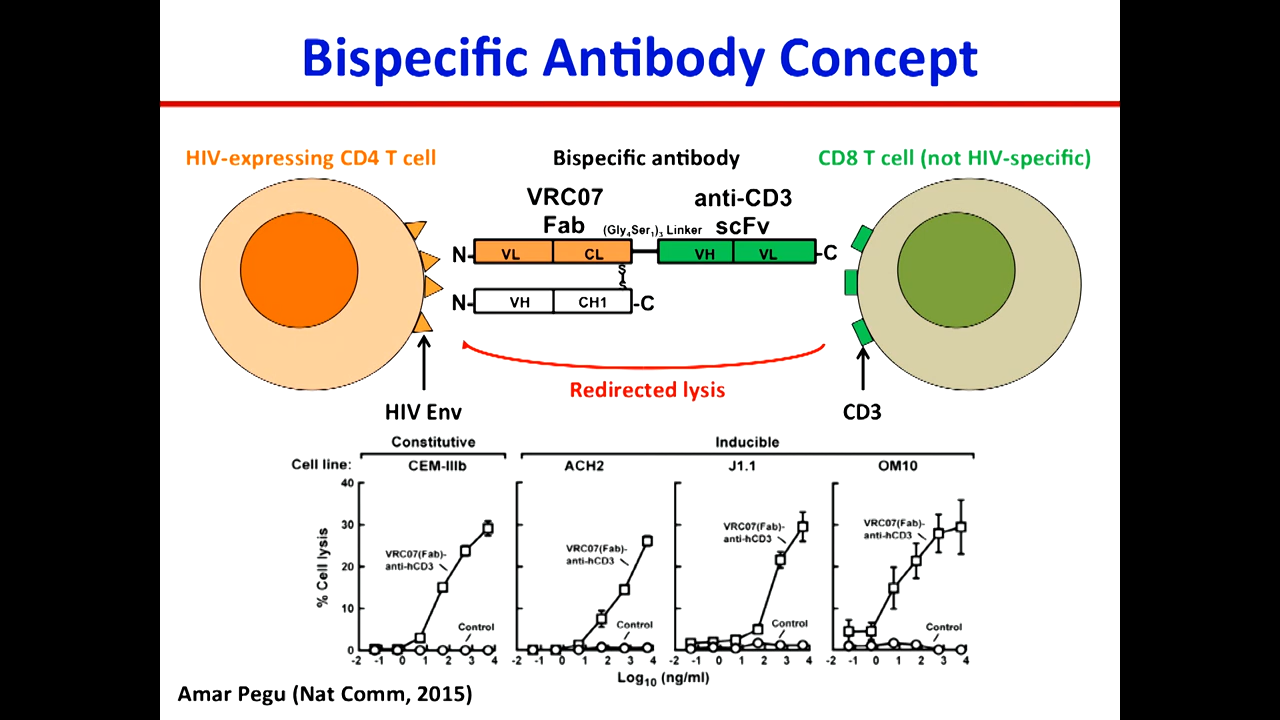 Bispecific Antibody Concept
HIV-expressing CD4 T cell
Bispecific antibody
CD8 T cell (not HIV-specific)
VRC07
Fab
anti-CD3
scFv
(Gly4Ser1)3 Linker
N- VL CL VH VL -C
S
S
N- VH CH1 -C
Redirected lysis
HIV Env
CD3
Constitutive
Inducible
Cell line: CEM-IIIb ACH2 J1.1 OM10
% Cell lysis
40
30
20
10
0
VRC07(Fab)-
anti-hCD3
Control
-2 -1 0 1 2 3 4
VRC07(Fab)-
anti-hCD3
Control
-2 -1 0 1 2 3 4
VRC07(Fab)-
anti-hCD3
Control
-2 -1 0 1 2 3 4
VRC07(Fab)-
anti-hCD3
Control
-2 -1 0 1 2 3 4
Log10 (ng/ml)
Amar Pegu (Nat Comm, 2015)